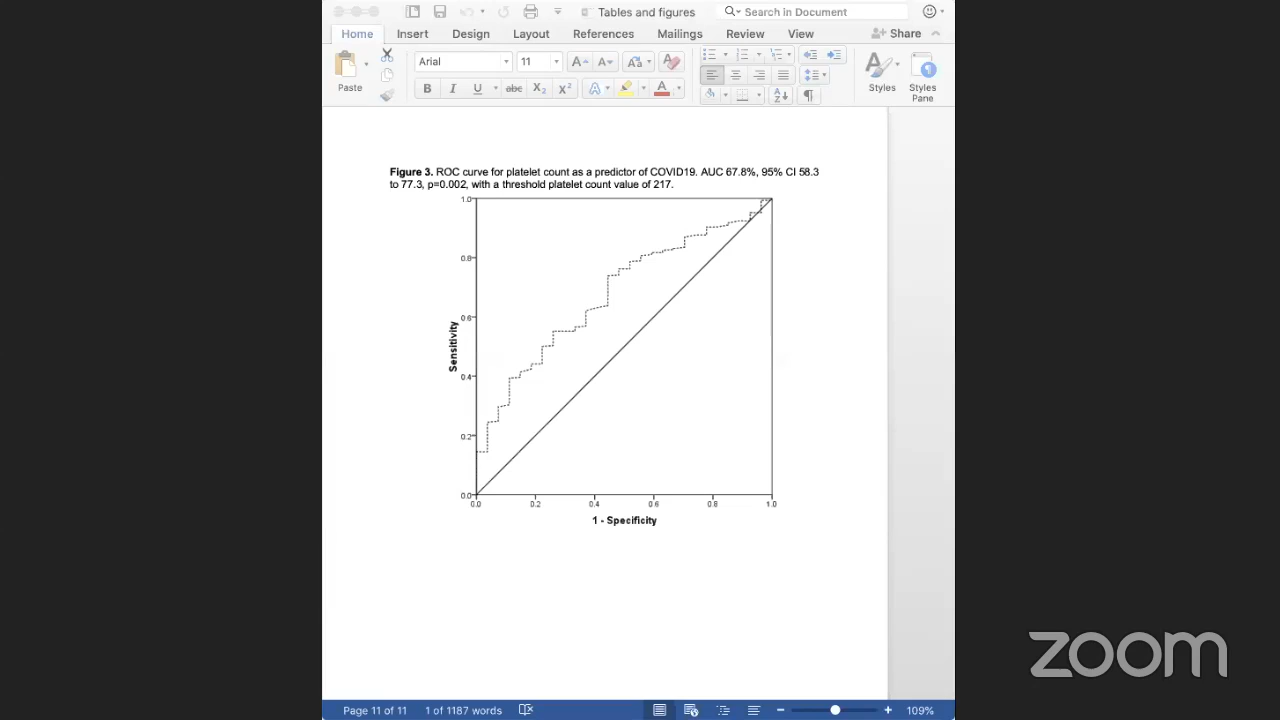 Tables and figures
Search in Document
Home Insert Design Layout References Mailings Review View Share
Paste
Arial 11
Styles
Styles Pane
Figure 3. ROC curve for platelet count as a predictor of COVID19. AUC 67.8%, 95% CI 58.3
to 77.3, p=0.002, with a threshold platelet count value of 217.
1.0
0.8
0.6
0.4
0.2
0.0
Sensitivity
0.0 0.2 0.4 0.6 0.8 1.0
1 - Specificity
zoom
Page 11 of 11 1 of 1187 words 109%